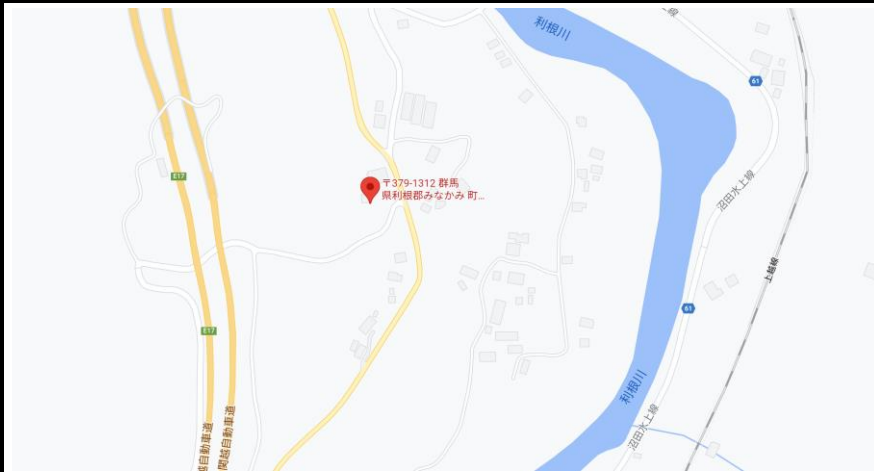 利根川
61
E17
〒379-1312 群馬
県利根郡みなかみ 町...
沼田水上線
上越線
61
E17
利根川
沼田水上線
越自動車道
関越自動車道